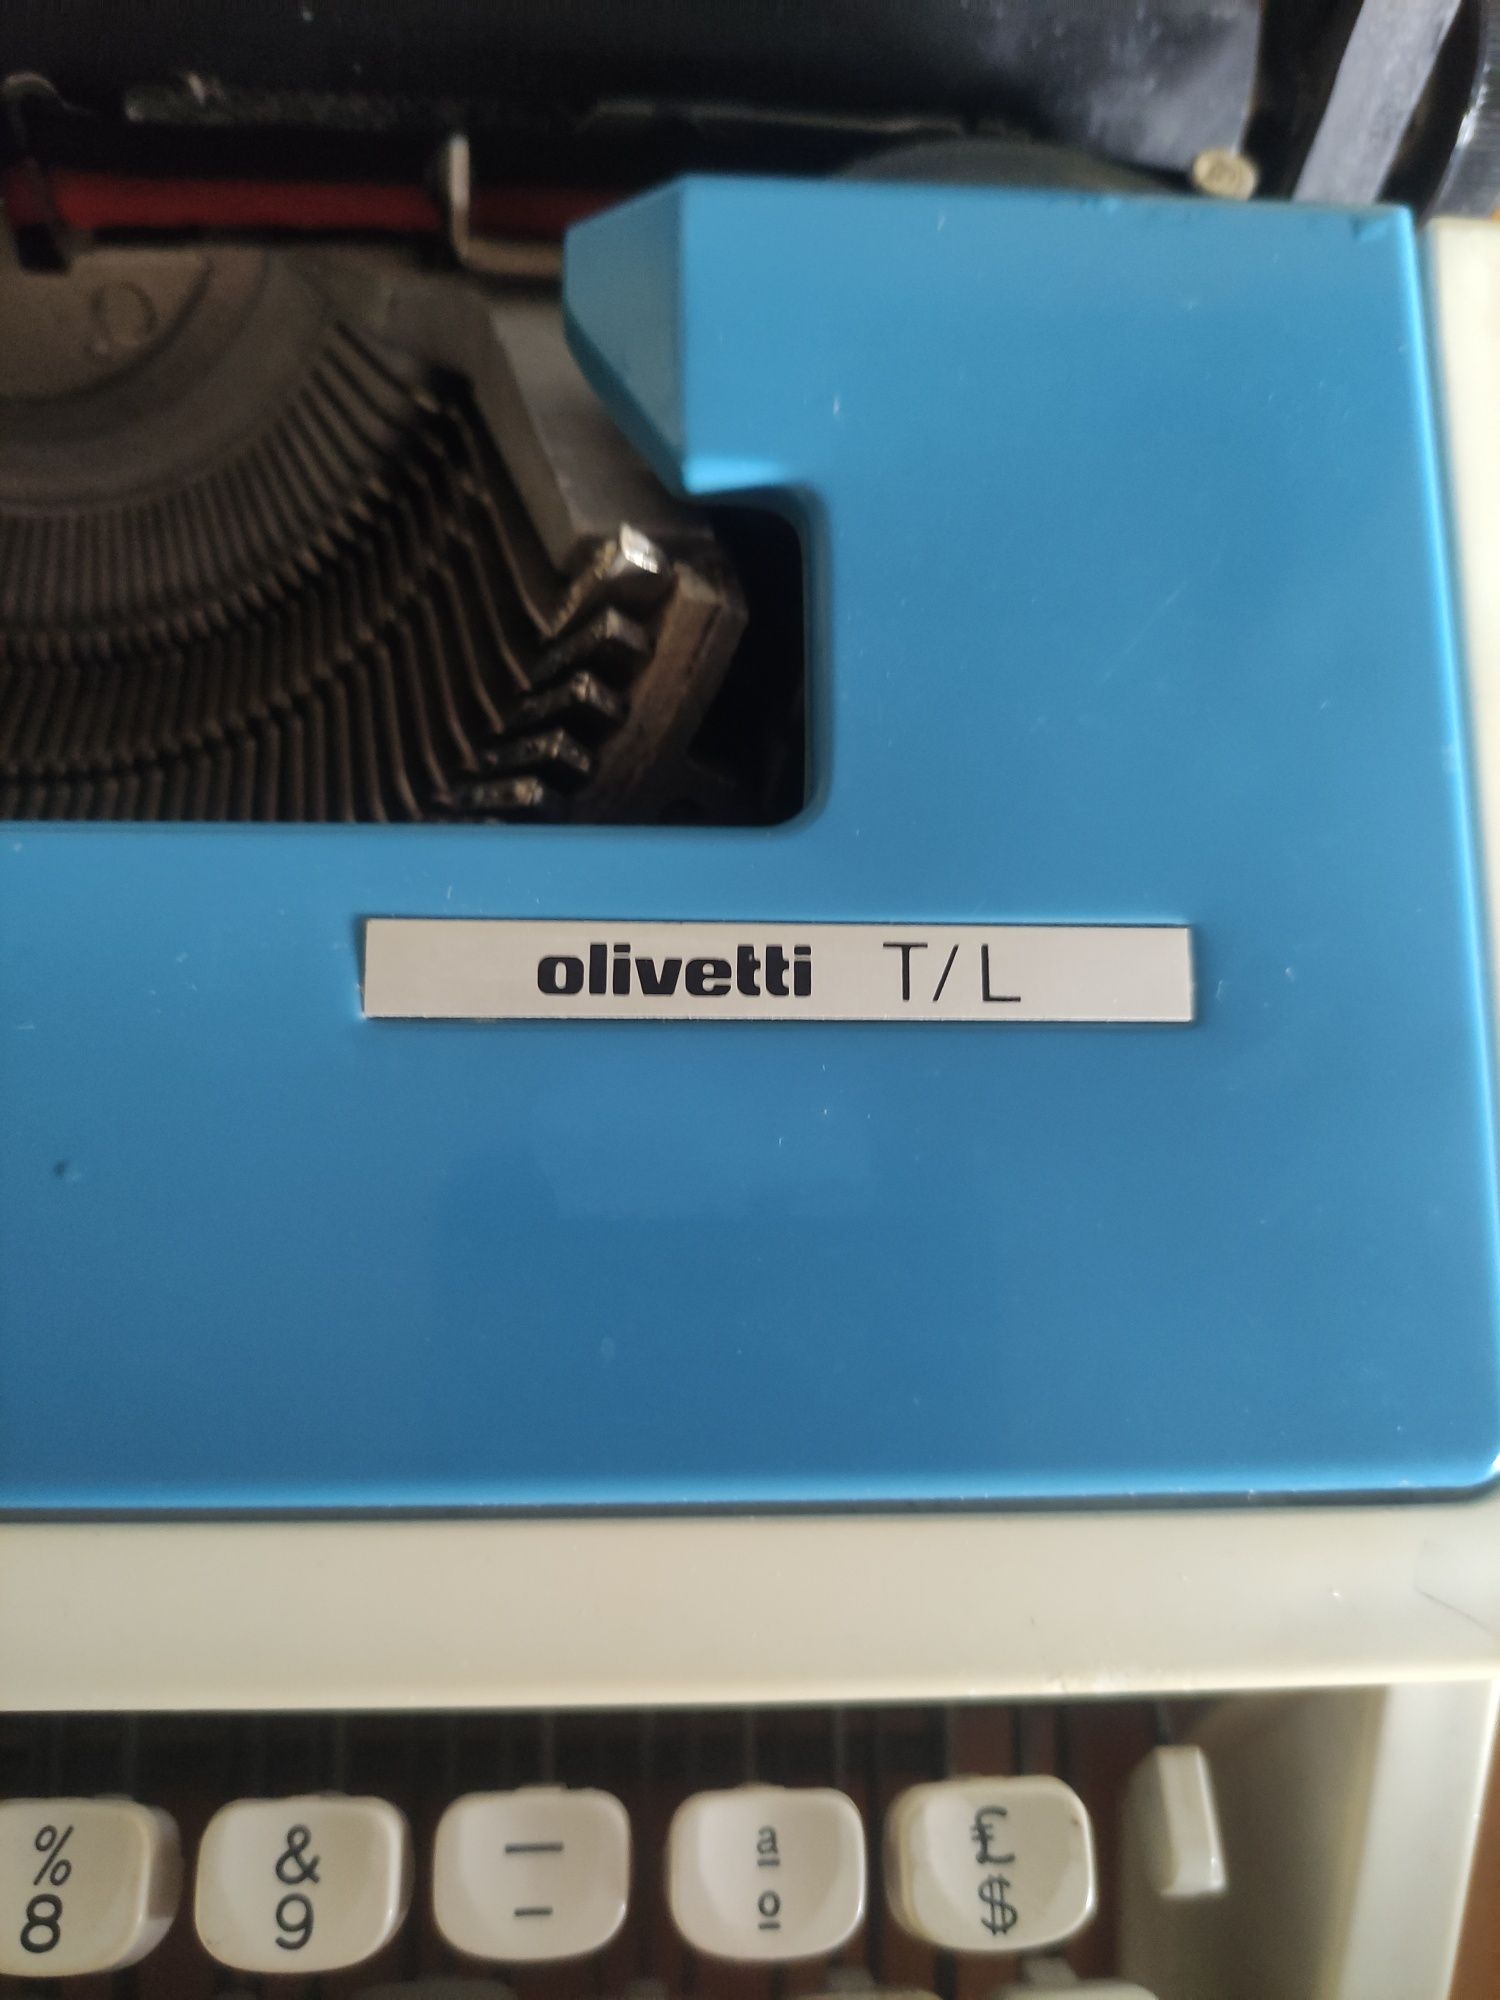 olivetti T/L
% & — a £
8 9 - o $